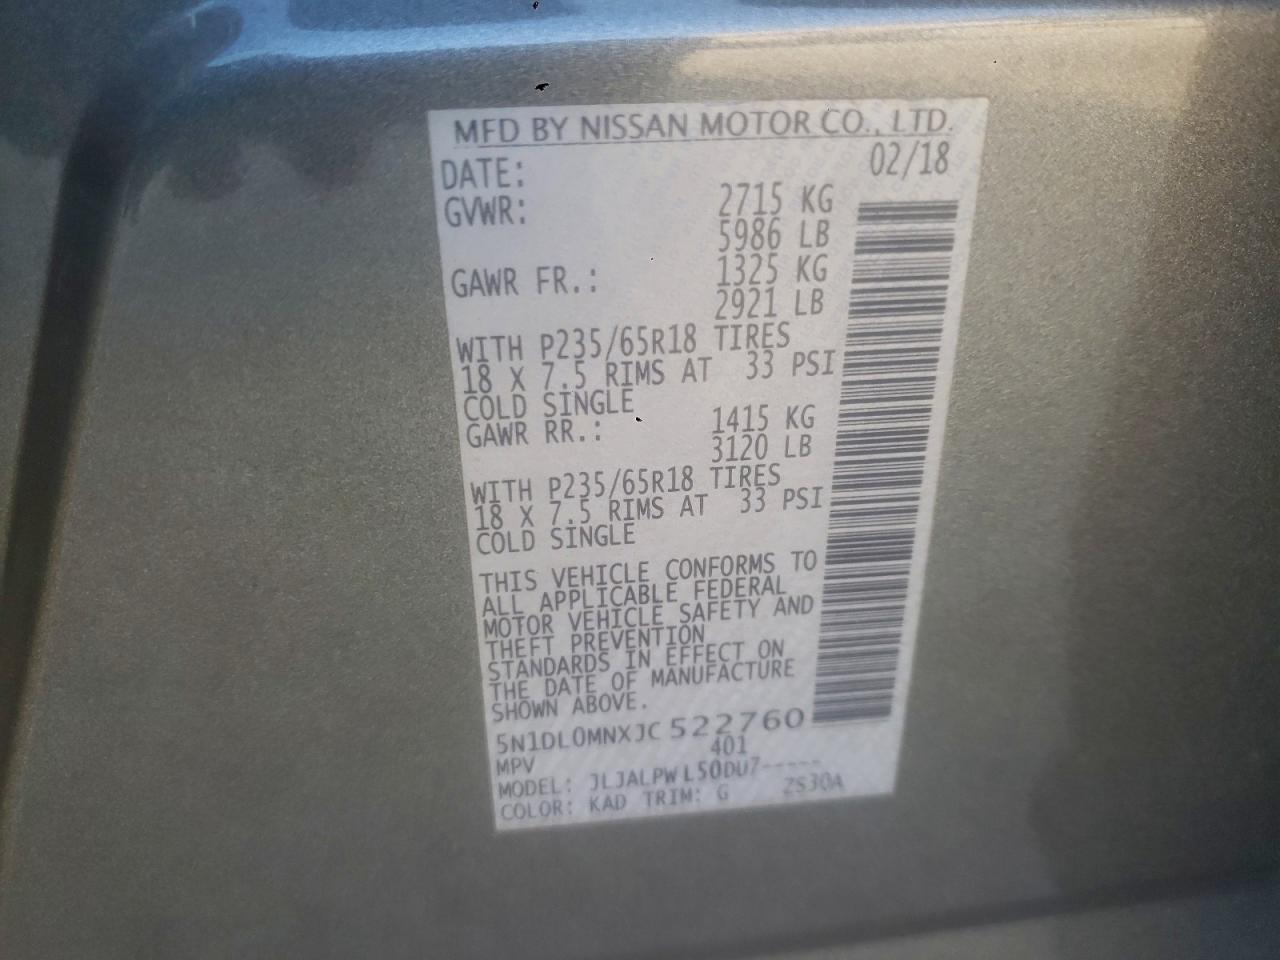 MFD BY NISSAN MOTOR CO., LTD.
DATE: 02/18
GVWR: 2715 KG
5986 LB
GAWR FR.: 1325 KG
2921 LB
WITH P235/65R18 TIRES
18 X 7.5 RIMS AT 33 PSI
COLD SINGLE
GAWR RR.: 1415 KG
3120 LB
WITH P235/65R18 TIRES
18 X 7.5 RIMS AT 33 PSI
COLD SINGLE
THIS VEHICLE CONFORMS TO
ALL APPLICABLE FEDERAL
MOTOR VEHICLE SAFETY AND
THEFT PREVENTION
STANDARDS IN EFFECT ON
THE DATE OF MANUFACTURE
SHOWN ABOVE.
5N1DL0MNXJC522760
MPV 401
MODEL: JLJALPWL50DU7-----
COLOR: KAD TRIM: G ZS30A